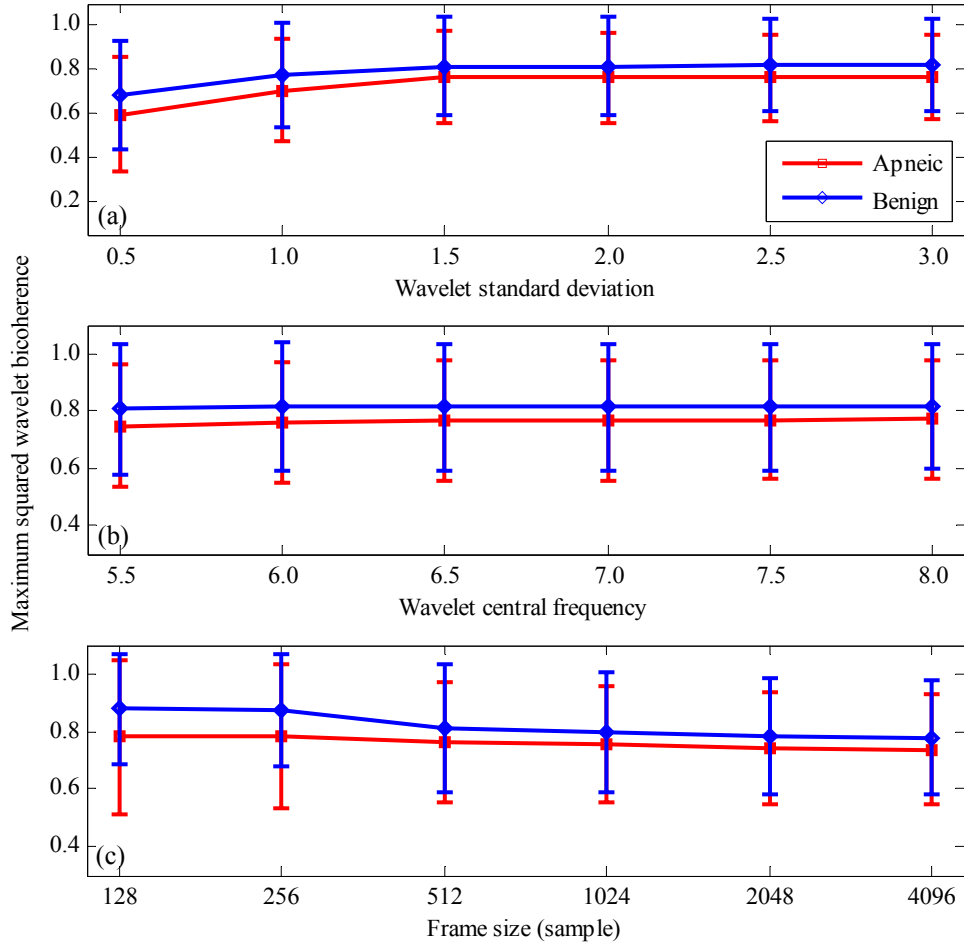 Maximum squared wavelet bicoherence
1.0
0.8
0.6
0.4
0.2
(a)
Apneic
Benign
0.5 1.0 1.5 2.0 2.5 3.0
Wavelet standard deviation
1.0
0.8
0.6
0.4
(b)
5.5 6.0 6.5 7.0 7.5 8.0
Wavelet central frequency
1.0
0.8
0.6
0.4
(c)
128 256 512 1024 2048 4096
Frame size (sample)